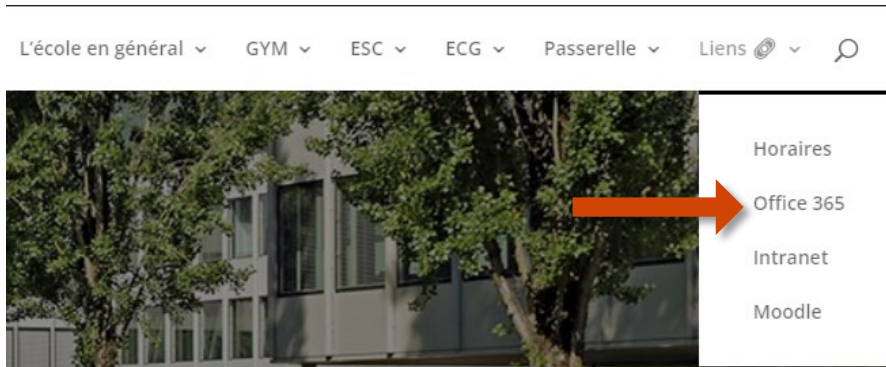 L'école en général GYM ESC ECG Passerelle Liens
Horaires
Office 365
Intranet
Moodle